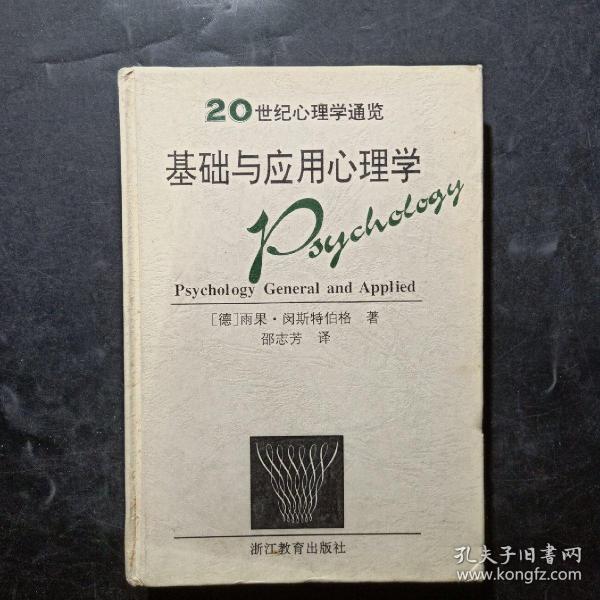 20世纪心理学通览
基础与应用心理学
Psychology
Psychology General and Applied
[德]雨果·闵斯特伯格 著
邵志芳 译
浙江教育出版社
孔夫子旧书网
www.kongfz.com